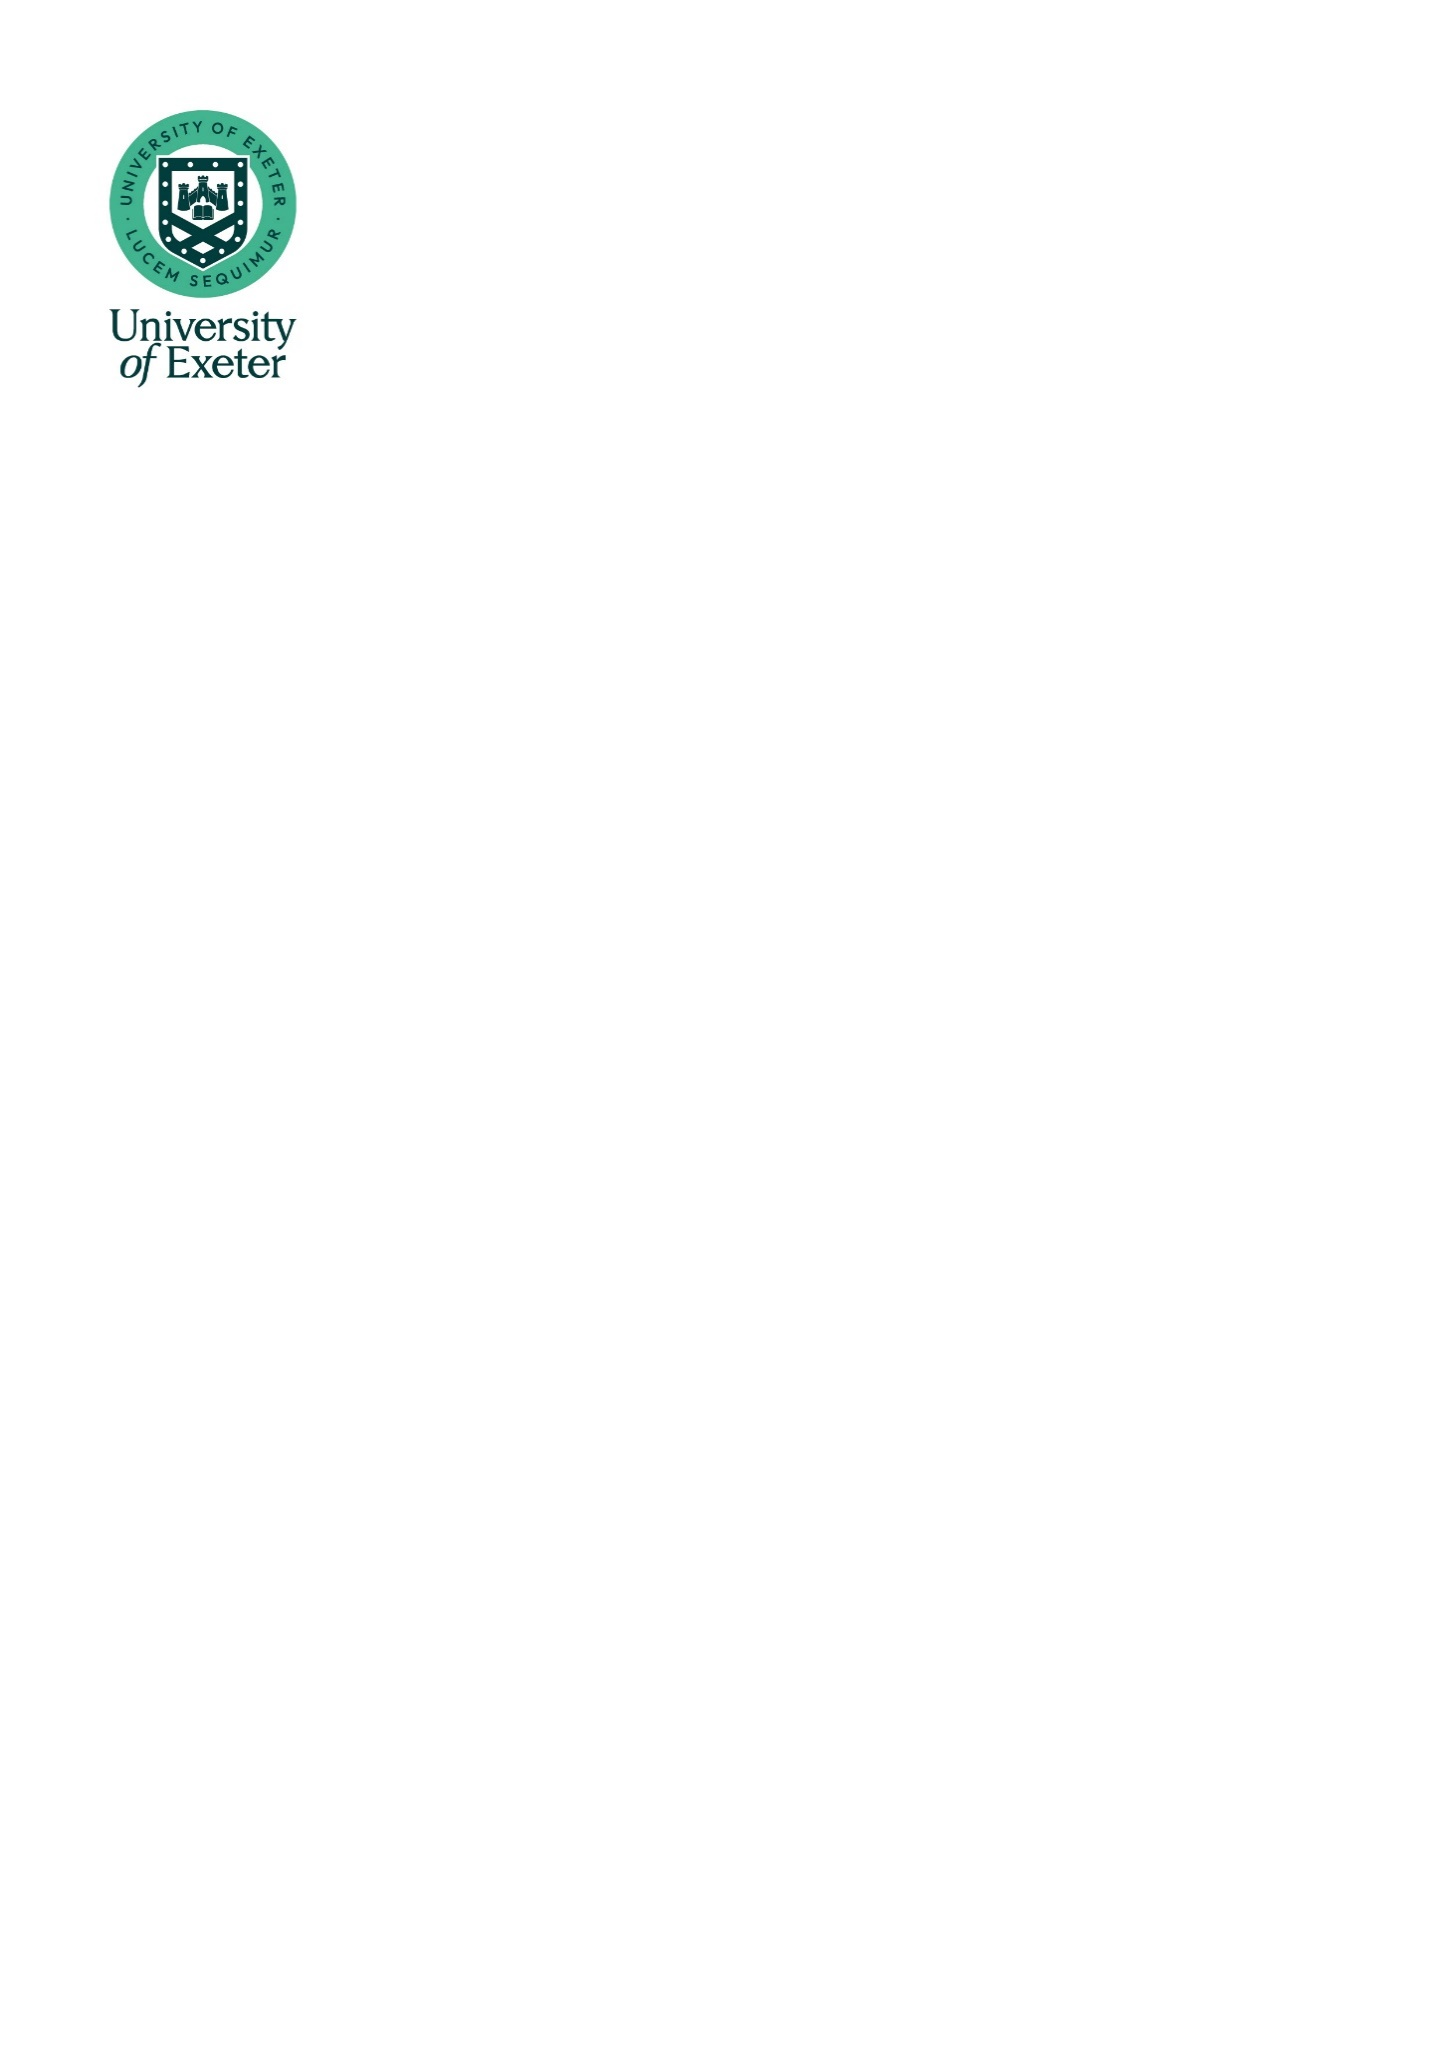 UNIVERSITY OF EXETER
· LUCEM SEQUIMUR ·
University
of Exeter